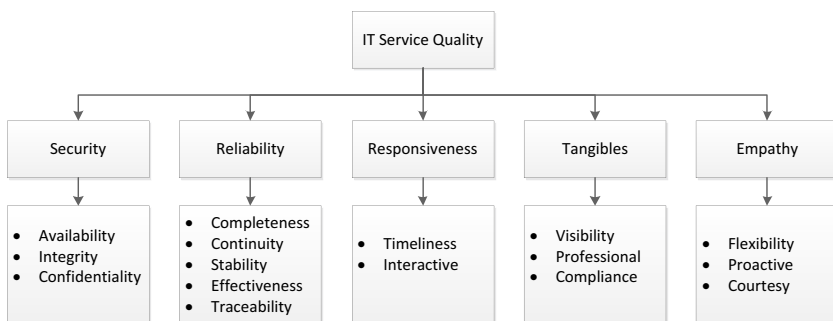 IT Service Quality
Security
Reliability
Responsiveness
Tangibles
Empathy
• Availability
• Integrity
• Confidentiality
• Completeness
• Continuity
• Stability
• Effectiveness
• Traceability
• Timeliness
• Interactive
• Visibility
• Professional
• Compliance
• Flexibility
• Proactive
• Courtesy